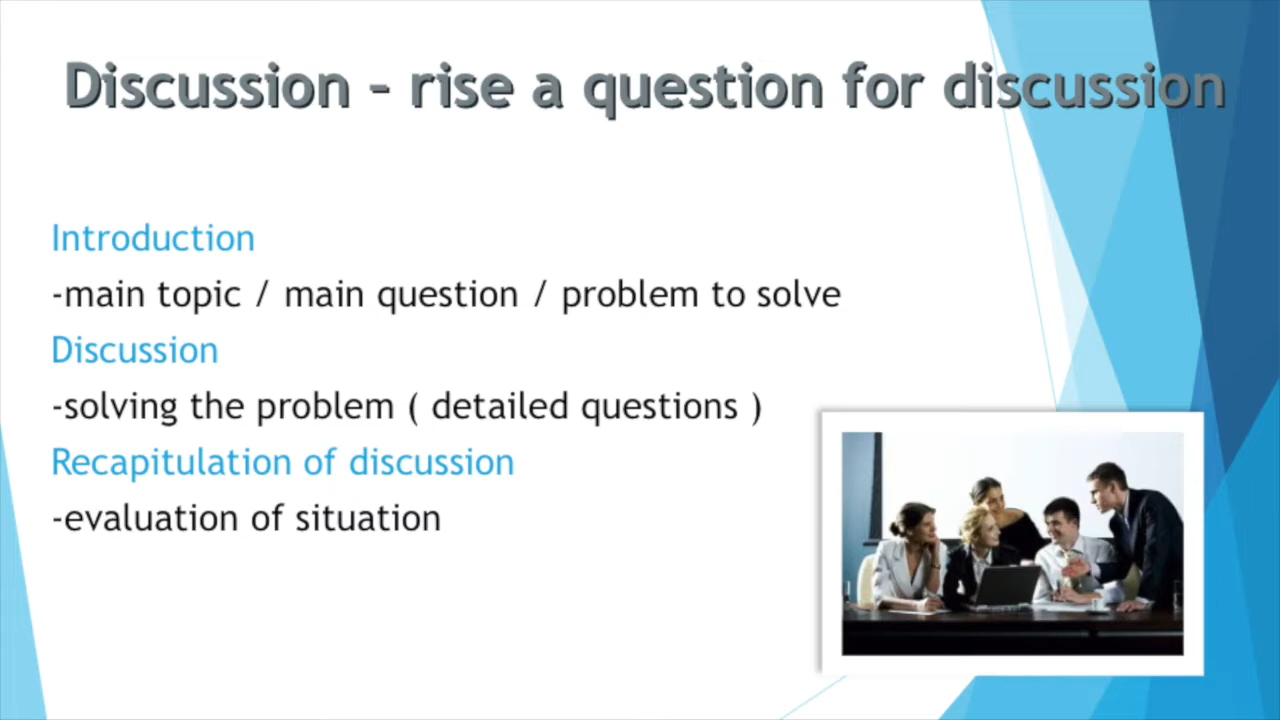 Discussion - rise a question for discussion
Introduction
-main topic / main question / problem to solve
Discussion
-solving the problem ( detailed questions )
Recapitulation of discussion
-evaluation of situation